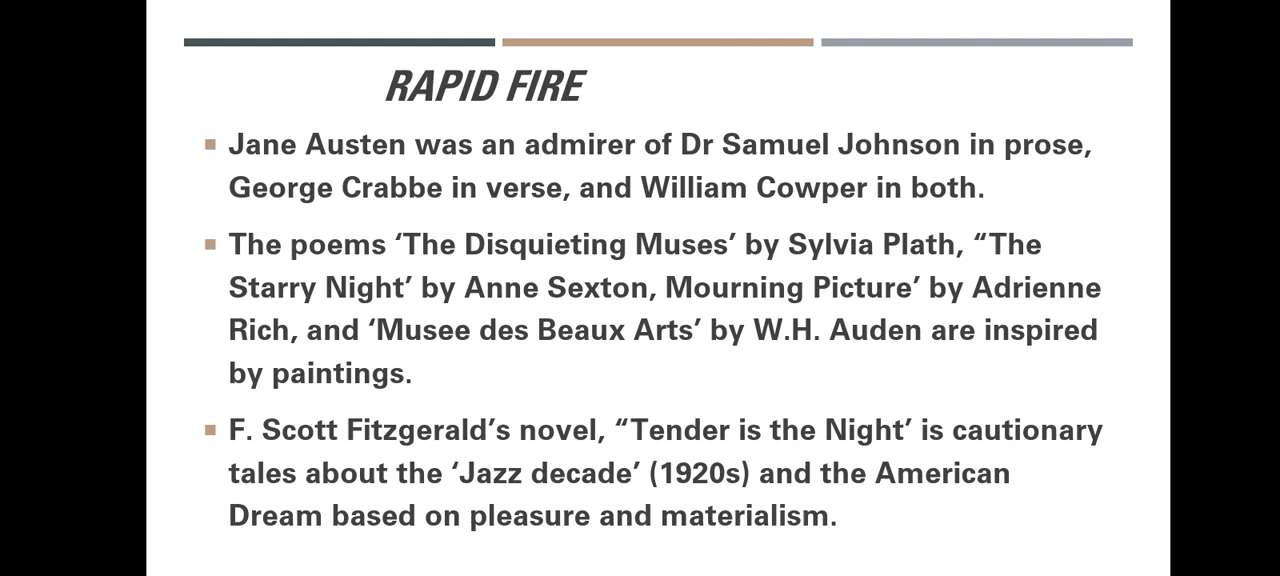 RAPID FIRE
Jane Austen was an admirer of Dr Samuel Johnson in prose,
George Crabbe in verse, and William Cowper in both.
The poems ‘The Disquieting Muses’ by Sylvia Plath, “The
Starry Night’ by Anne Sexton, Mourning Picture’ by Adrienne
Rich, and ‘Musee des Beaux Arts’ by W.H. Auden are inspired
by paintings.
F. Scott Fitzgerald’s novel, “Tender is the Night’ is cautionary
tales about the ‘Jazz decade’ (1920s) and the American
Dream based on pleasure and materialism.